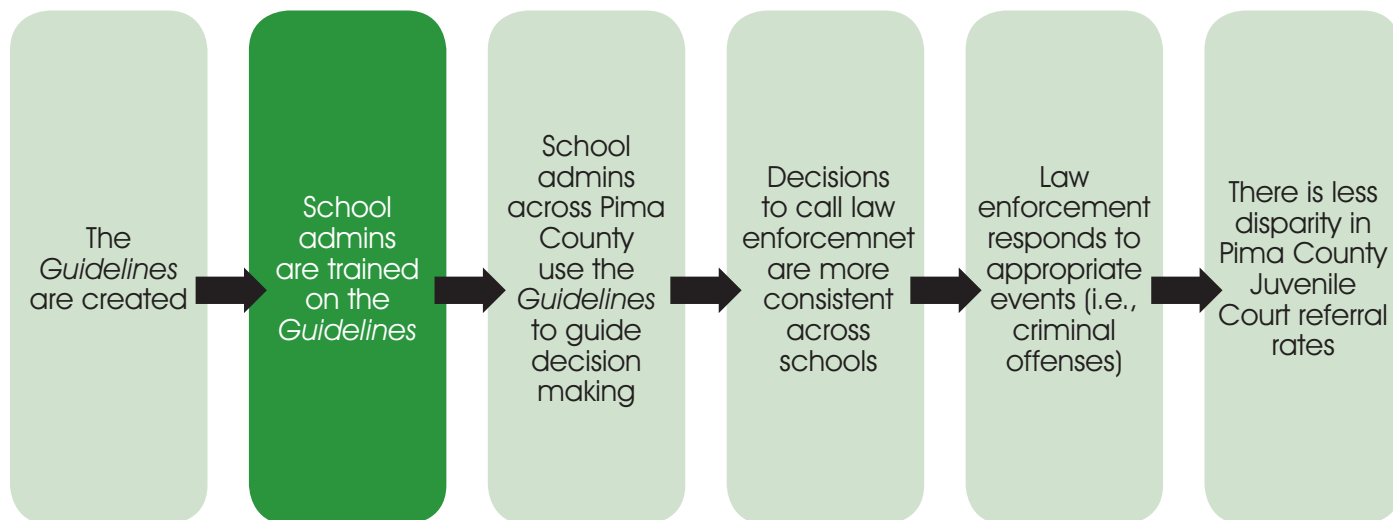 The
Guidelines
are created
School
admins
are trained
on the
Guidelines
School
admins
across Pima
County
use the
Guidelines
to guide
decision
making
Decisions
to call law
enforcemnet
are more
consistent
across
schools
Law
enforcement
responds to
appropriate
events (i.e.,
criminal
offenses)
There is less
disparity in
Pima County
Juvenile
Court referral
rates